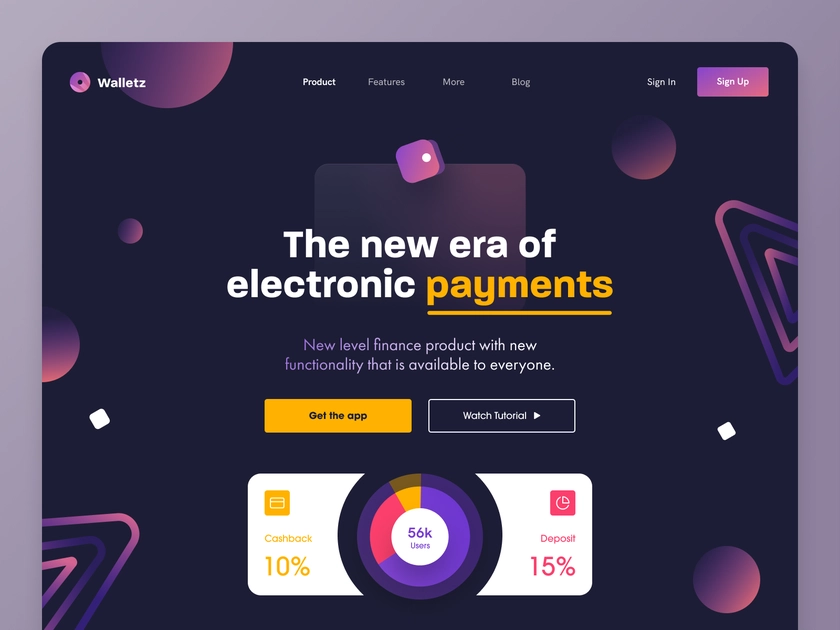 Walletz
Product
Features
More
Blog
Sign In
Sign Up
The new era of
electronic payments
New level finance product with new
functionality that is available to everyone.
Get the app
Watch Tutorial
Cashback
10%
56k
Users
Deposit
15%